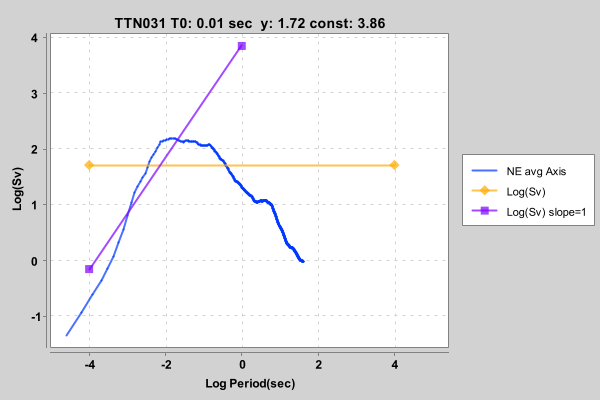 TTN031 T0: 0.01 sec  y: 1.72 const: 3.86
Log(Sv)
4
3
2
1
0
-1
-4
-2
0
2
4
Log Period(sec)
NE avg Axis
Log(Sv)
Log(Sv) slope=1